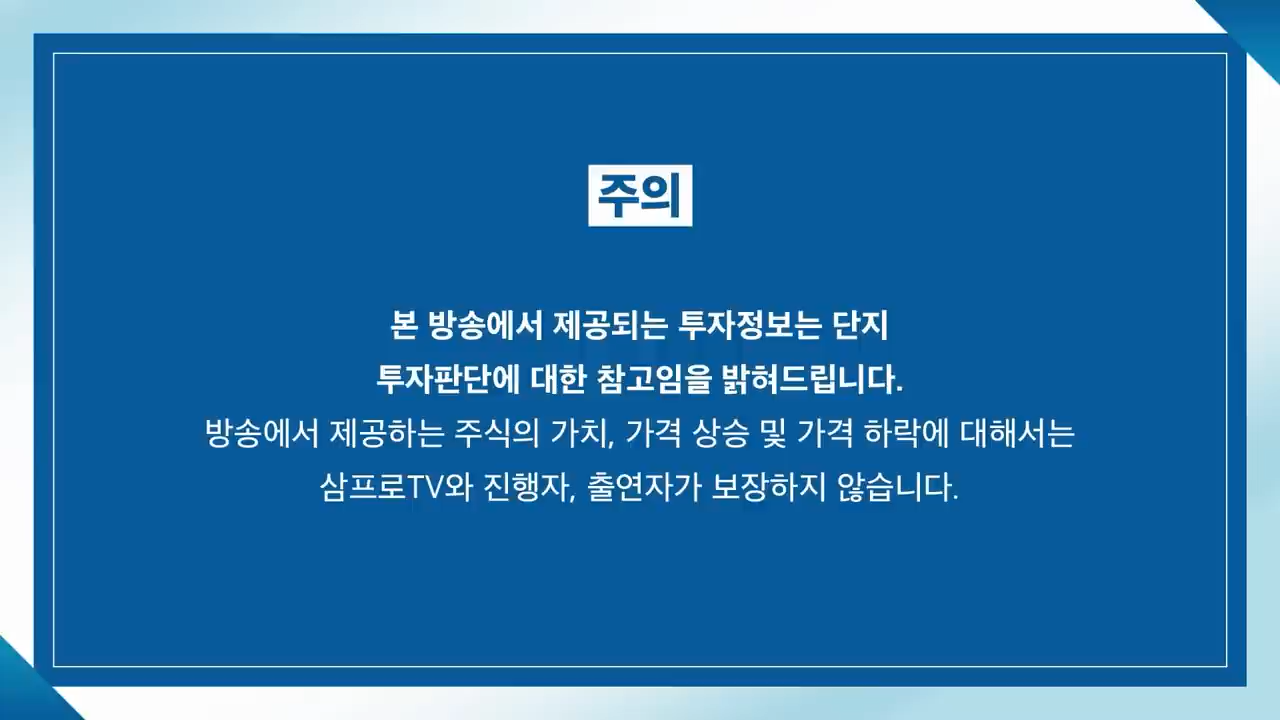 주의
본 방송에서 제공되는 투자정보는 단지
투자판단에 대한 참고임을 밝혀드립니다.
방송에서 제공하는 주식의 가치, 가격 상승 및 가격 하락에 대해서는
삼프로TV와 진행자, 출연자가 보장하지 않습니다.